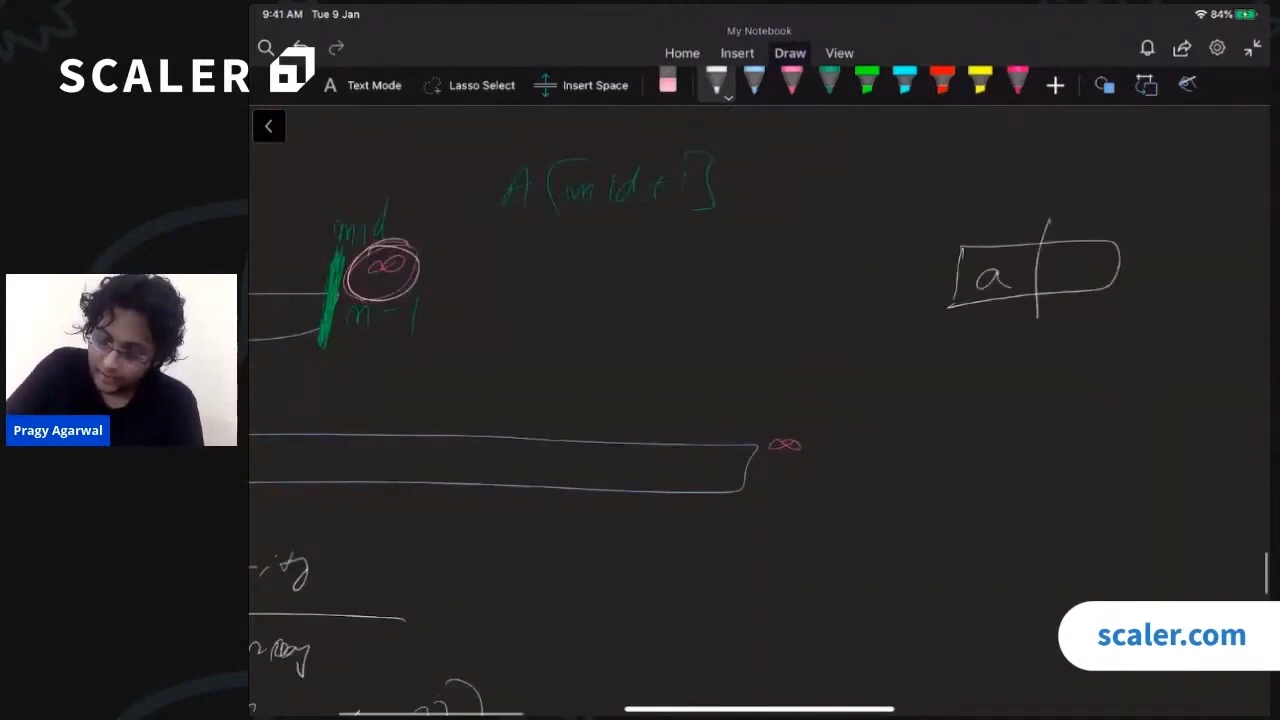 9:41 AM Tue 9 Jan
84%
My Notebook
Home Insert Draw View
SCALER
Text Mode Lasso Select Insert Space
A[mid+1]
mid
∞
n-1
a
Pragy Agarwal
∞
scaler.com